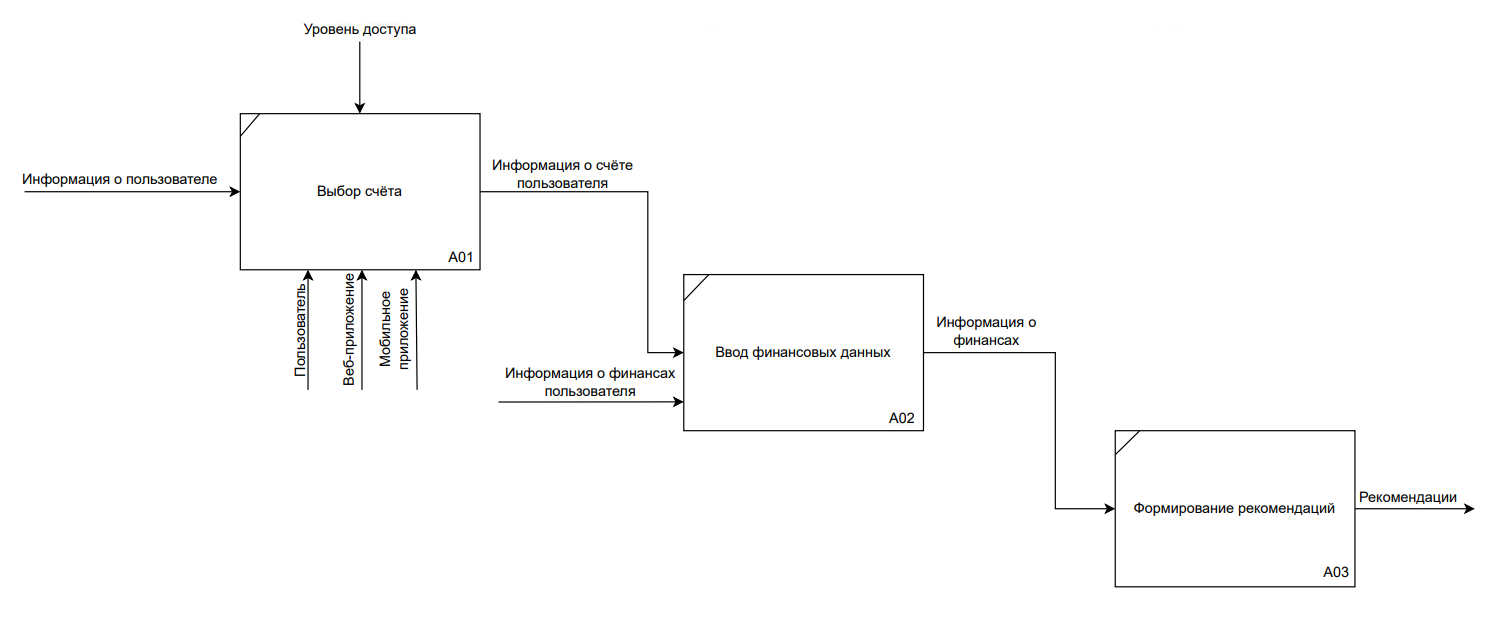 Уровень доступа
Информация о пользователе
Выбор счёта
A01
Информация о счёте
пользователя
Пользователь
Веб-приложение
Мобильное
приложение
Ввод финансовых данных
A02
Информация о финансах
пользователя
Информация о
финансах
Формирование рекомендаций
A03
Рекомендации